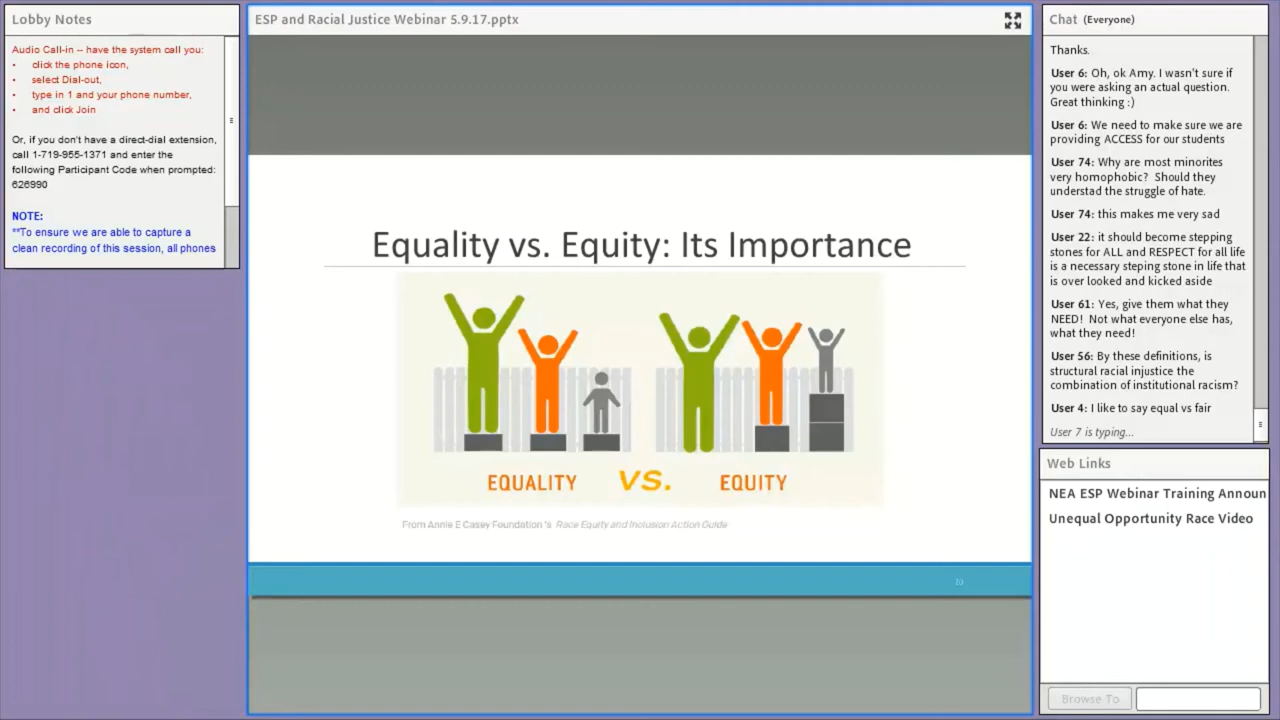 Lobby Notes
Audio Call-in -- have the system call you:
• click the phone icon,
• select Dial-out,
• type in 1 and your phone number,
• and click Join
Or, if you don't have a direct-dial extension,
call 1-719-955-1371 and enter the
following Participant Code when prompted:
626990
NOTE:
**To ensure we are able to capture a
clean recording of this session, all phones
ESP and Racial Justice Webinar 5.9.17.pptx
Equality vs. Equity: Its Importance
EQUALITY VS. EQUITY
From Annie E Casey Foundation 's Race Equity and Inclusion Action Guide
10
Chat (Everyone)
Thanks.
User 6: Oh, ok Amy. I wasn't sure if
you were asking an actual question.
Great thinking :)
User 6: We need to make sure we are
providing ACCESS for our students
User 74: Why are most minorites
very homophobic? Should they
understad the struggle of hate.
User 74: this makes me very sad
User 22: it should become stepping
stones for ALL and RESPECT for all life
is a necessary steping stone in life that
is over looked and kicked aside
User 61: Yes, give them what they
NEED! Not what everyone else has,
what they need!
User 56: By these definitions, is
structural racial injustice the
combination of institutional racism?
User 4: I like to say equal vs fair
User 7 is typing...
Web Links
NEA ESP Webinar Training Announ
Unequal Opportunity Race Video
Browse To